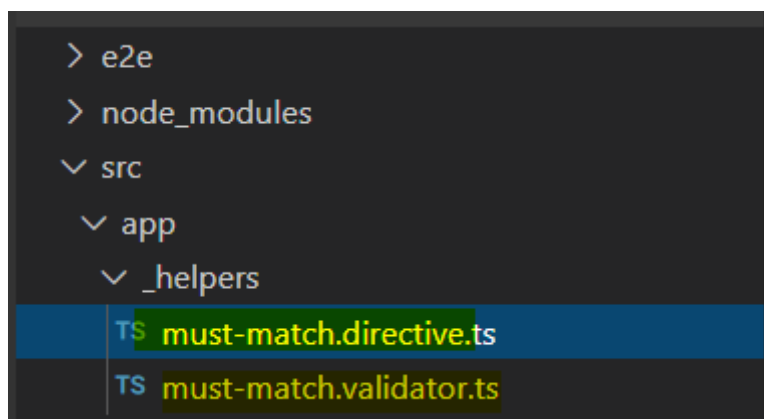 e2e
node_modules
src
app
_helpers
TS must-match.directive.ts
TS must-match.validator.ts